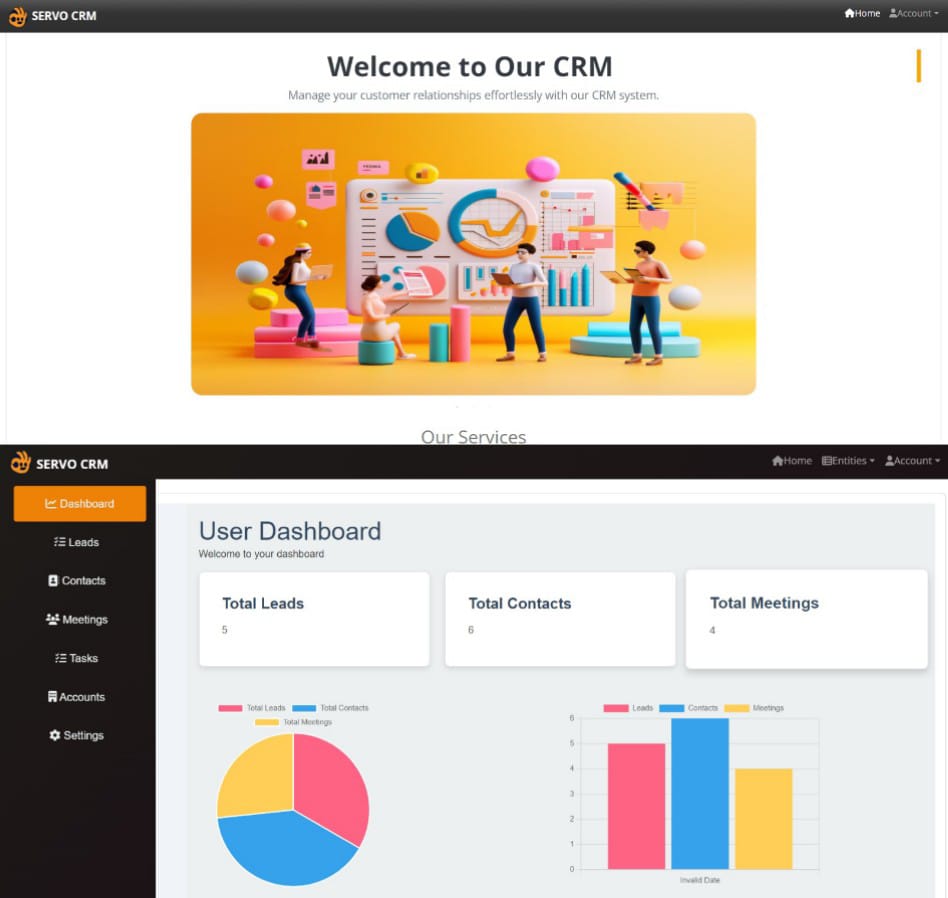 SERVO CRM
Home Account
Welcome to Our CRM
Manage your customer relationships effortlessly with our CRM system.
Our Services
SERVO CRM
Home Entities Account
Dashboard
Leads
Contacts
Meetings
Tasks
Accounts
Settings
User Dashboard
Welcome to your dashboard
Total Leads
5
Total Contacts
6
Total Meetings
4
Total Leads Total Contacts
Total Meetings
Leads Contacts Meetings
6
5
4
3
2
1
0
Invalid Date